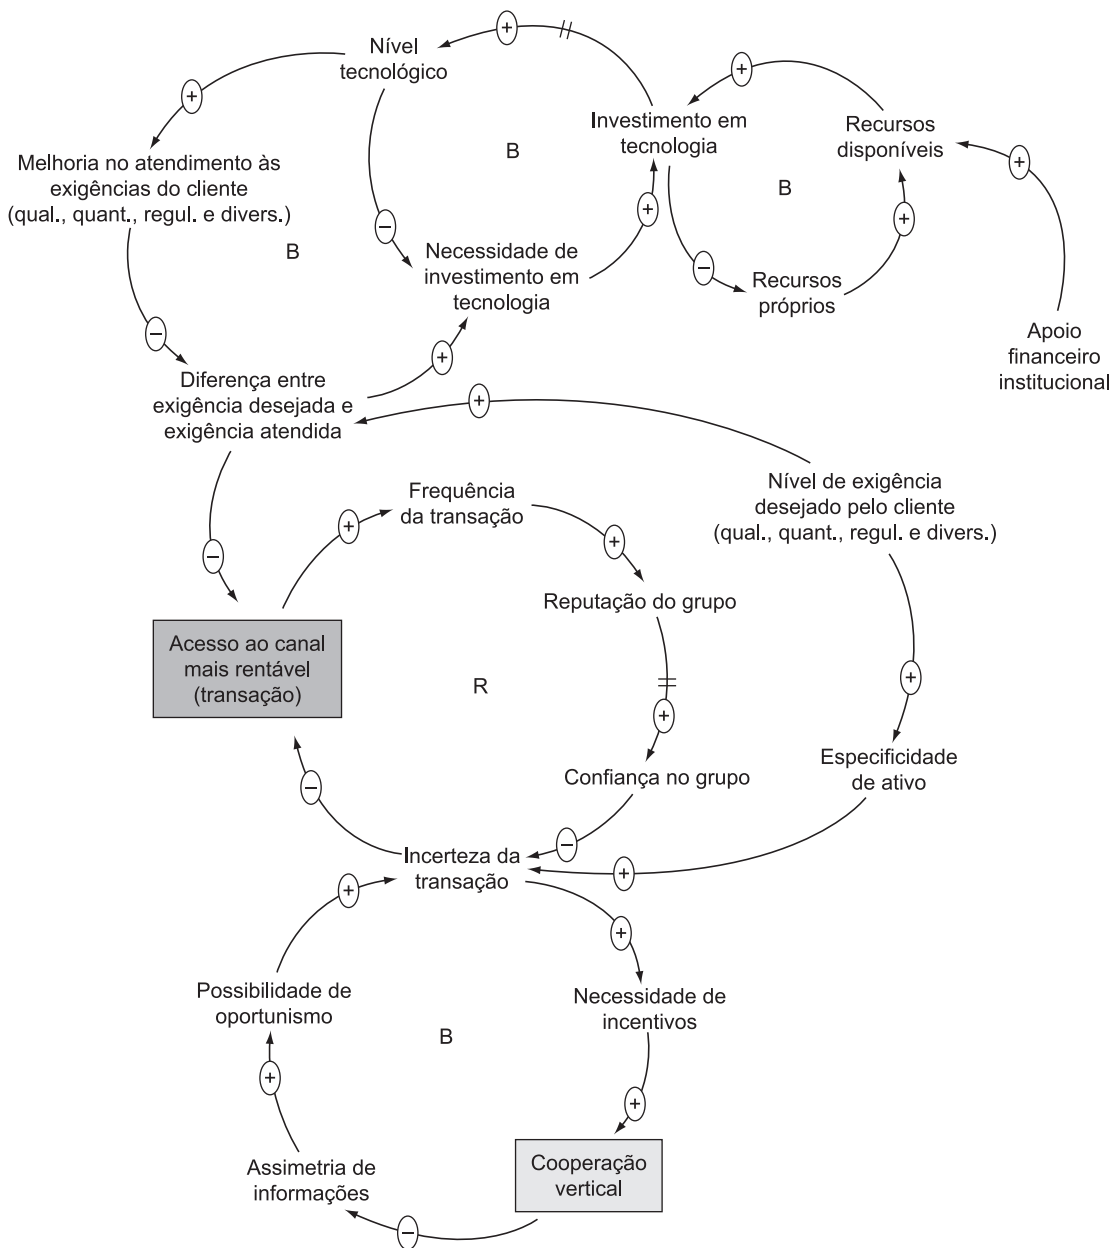 +
Nível
tecnológico
+
+
Investimento em
tecnologia
Recursos
disponíveis
+
Melhoria no atendimento às
exigências do cliente
(qual., quant., regul. e divers.)
B
B
B
+
+
−
Necessidade de
investimento em
tecnologia
−
Recursos
próprios
Apoio
financeiro
institucional
−
+
Diferença entre
exigência desejada e
exigência atendida
+
Nível de exigência
desejado pelo cliente
(qual., quant., regul. e divers.)
Frequência
da transação
+
+
−
Reputação do grupo
Acesso ao canal
mais rentável
(transação)
R
+
+
Confiança no grupo
Especificidade
de ativo
−
−
Incerteza da
transação
+
+
+
Possibilidade de
oportunismo
Necessidade de
incentivos
B
+
+
Assimetria de
informações
Cooperação
vertical
−